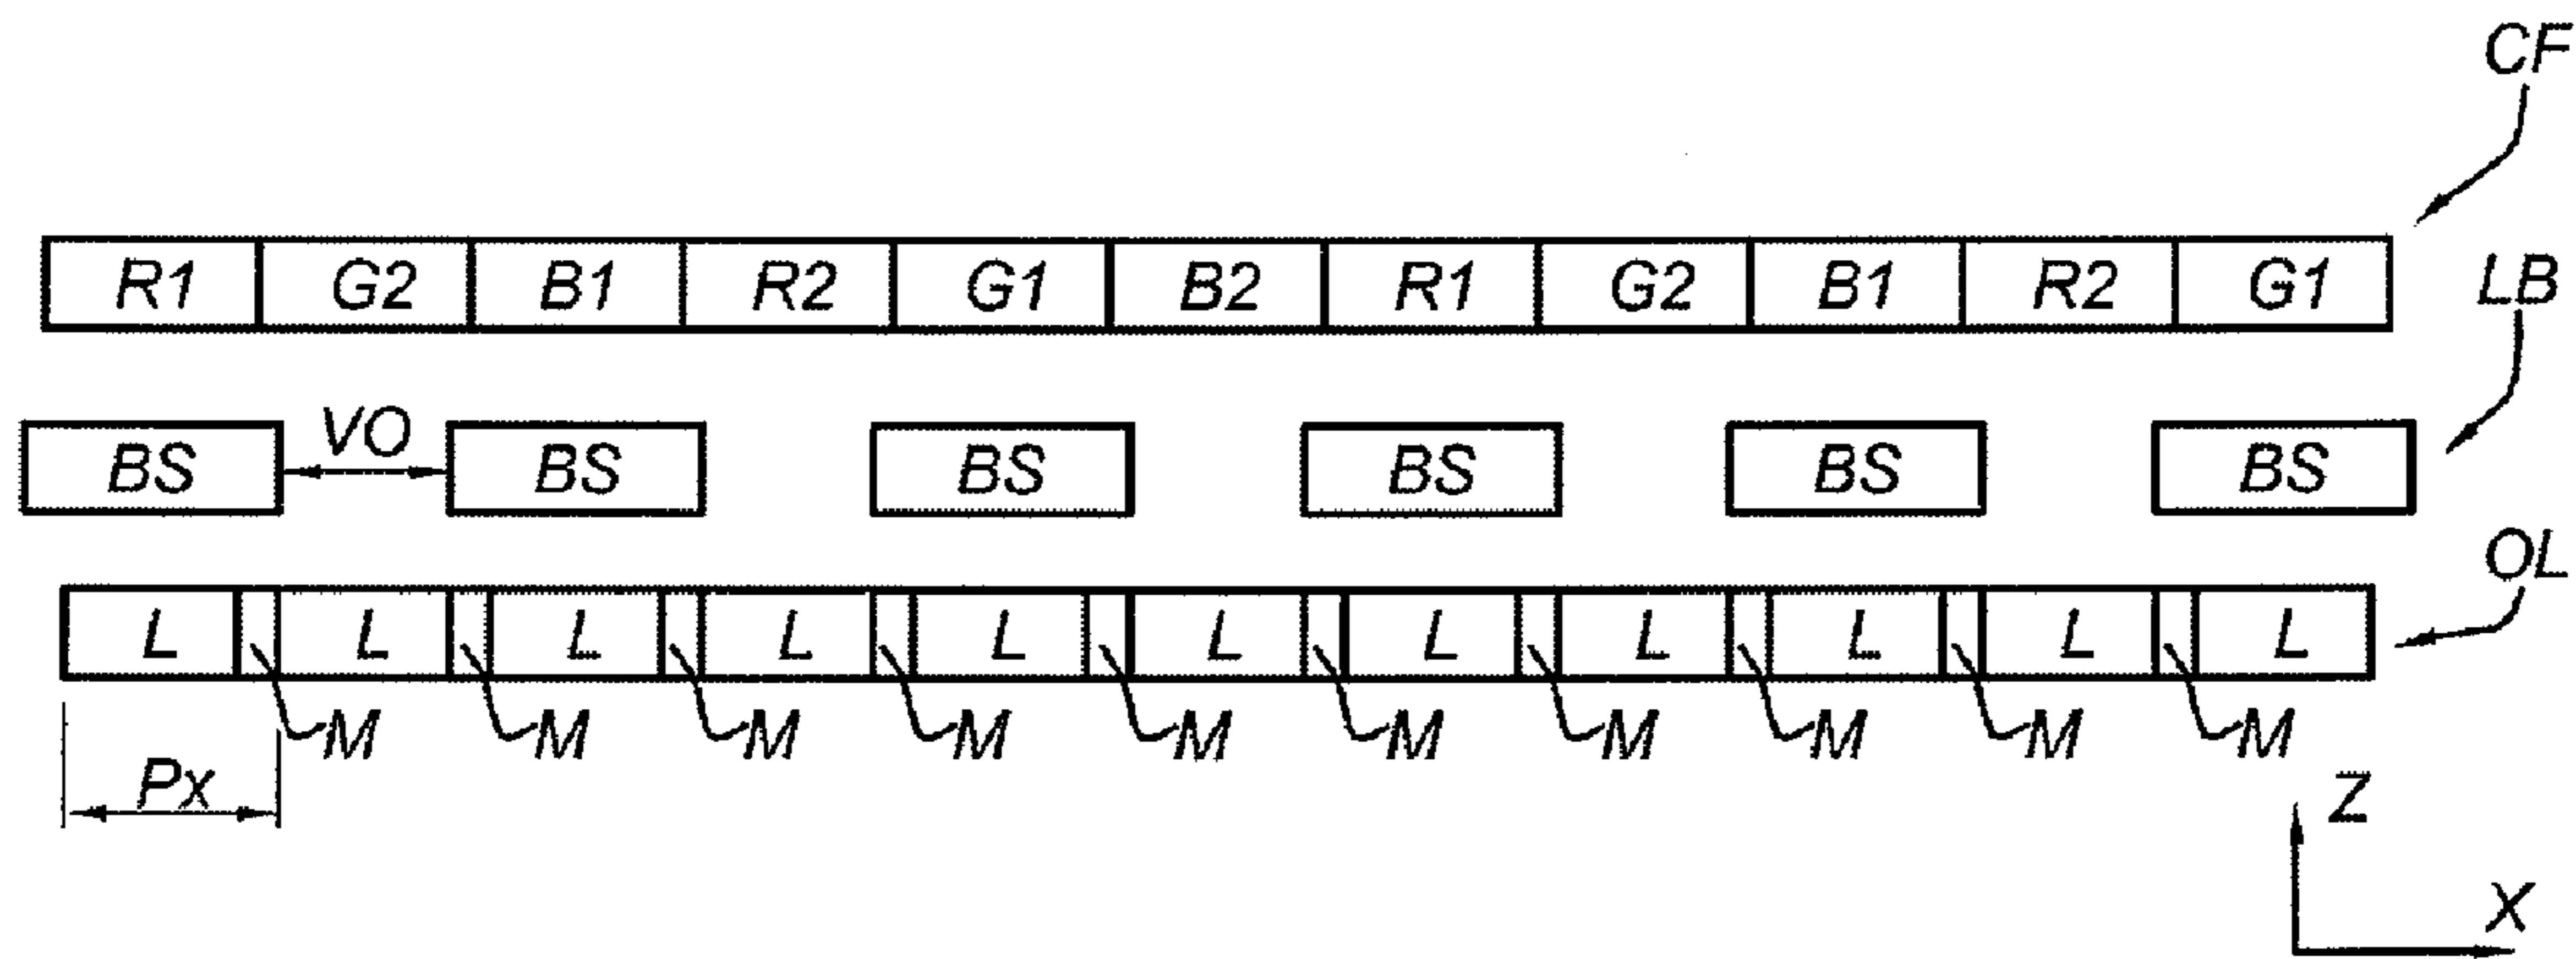 CF
R1 G2 B1 R2 G1 B2 R1 G2 B1 R2 G1
LB
VO
BS BS BS BS BS BS
OL
L L L L L L L L L L L
M M M M M M M M M M
Px
Z
X